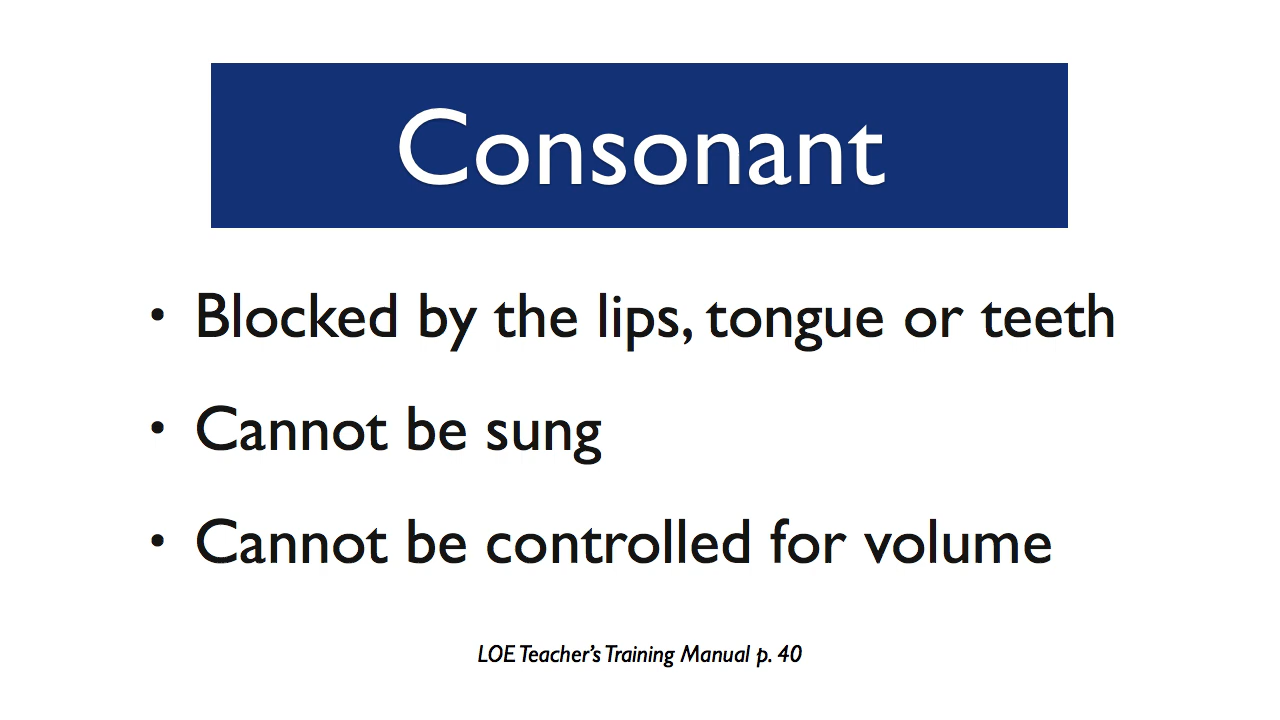 Consonant
• Blocked by the lips, tongue or teeth
• Cannot be sung
• Cannot be controlled for volume
LOE Teacher's Training Manual p. 40